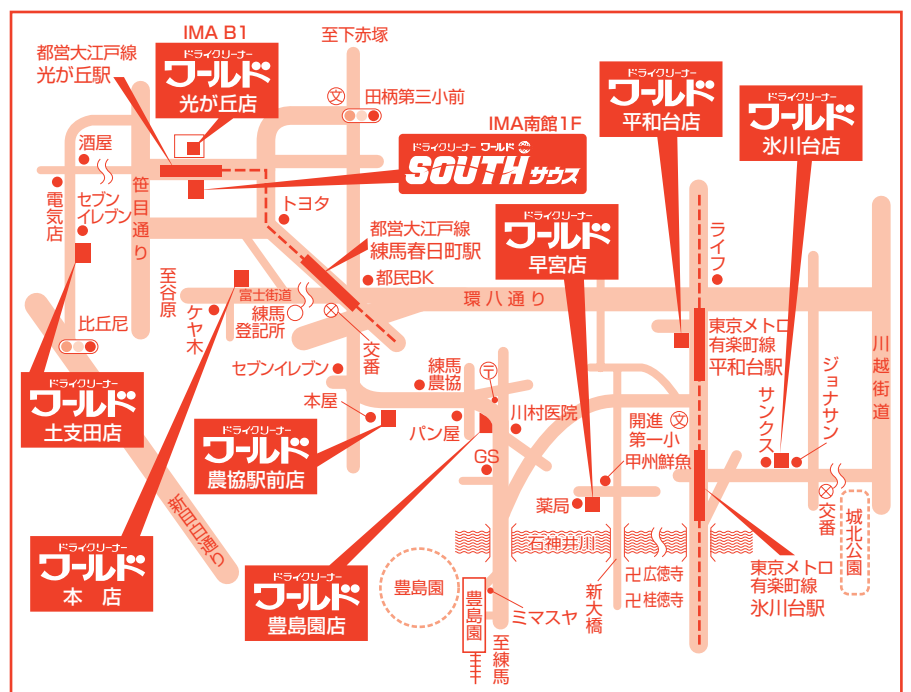 IMA B1
至下赤塚
都営大江戸線
光が丘駅
ドライクリーナー
ワールド
光が丘店
文
田柄第三小前
ドライクリーナー
ワールド
平和台店
ドライクリーナー
ワールド
氷川台店
IMA南館1F
ドライクリーナー ワールド
SOUTH サウス
酒屋
電気店
セブン
イレブン
笹目通り
トヨタ
都営大江戸線
練馬春日町駅
ドライクリーナー
ワールド
早宮店
ライフ
至谷原
富士街道
都民BK
環八通り
ケヤ木
練馬
登記所
比丘尼
交番
東京メトロ
有楽町線
平和台駅
川越街道
セブンイレブン
練馬
農協
〒
ジョナサン
サンクス
ドライクリーナー
ワールド
土支田店
本屋
パン屋
川村医院
開進
第一小
文
ドライクリーナー
ワールド
農協駅前店
GS
甲州鮮魚
薬局
交番
城北公園
新目白通り
石神井川
ドライクリーナー
ワールド
本 店
ドライクリーナー
ワールド
豊島園店
豊島園
豊島園
ミマスヤ
至練馬
新大橋
卍広徳寺
卍桂徳寺
東京メトロ
有楽町線
氷川台駅